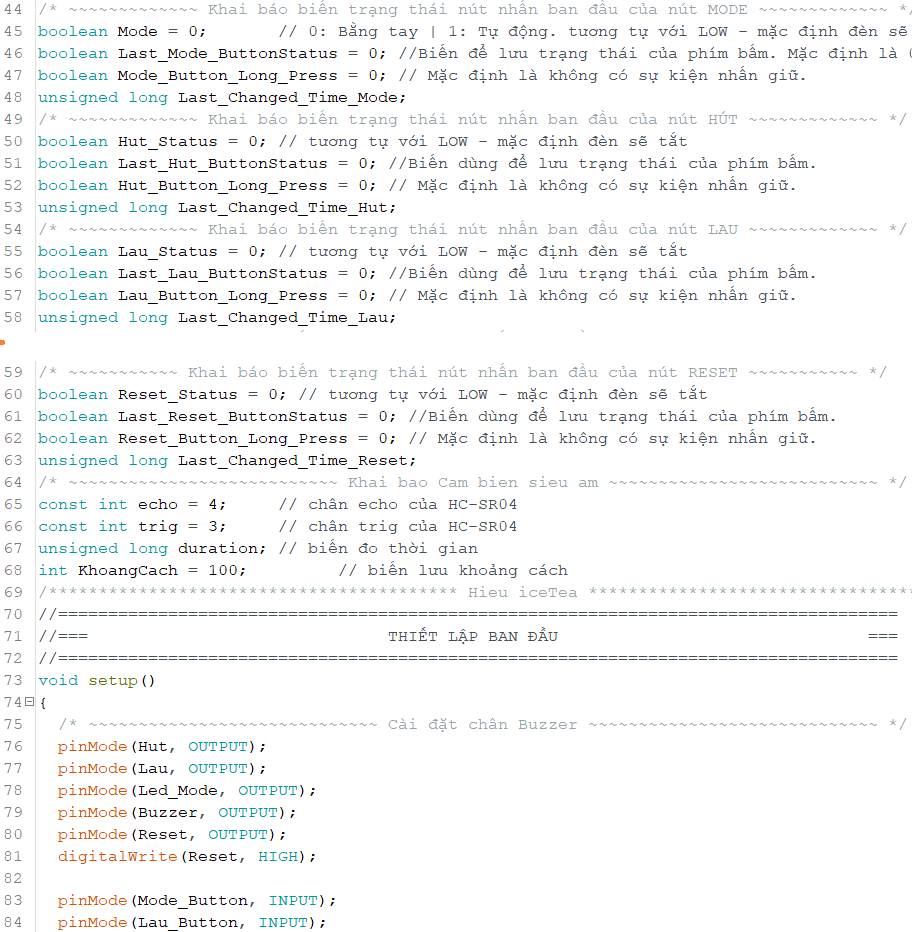 44 /* ~~~~~~~~~~~~~ Khai báo biến trạng thái nút nhấn ban đầu của nút MODE ~~~~~~~~~~~~~ */
45 boolean Mode = 0;       // 0: Bằng tay | 1: Tự động. tương tự với LOW - mặc định đèn sẽ
46 boolean Last_Mode_ButtonStatus = 0; //Biến để lưu trạng thái của phím bấm. Mặc định là
47 boolean Mode_Button_Long_Press = 0; // Mặc định là không có sự kiện nhấn giữ.
48 unsigned long Last_Changed_Time_Mode;
49 /* ~~~~~~~~~~~~~ Khai báo biến trạng thái nút nhấn ban đầu của nút HÚT ~~~~~~~~~~~~~ */
50 boolean Hut_Status = 0; // tương tự với LOW - mặc định đèn sẽ tắt
51 boolean Last_Hut_ButtonStatus = 0; //Biến dùng để lưu trạng thái của phím bấm.
52 boolean Hut_Button_Long_Press = 0; // Mặc định là không có sự kiện nhấn giữ.
53 unsigned long Last_Changed_Time_Hut;
54 /* ~~~~~~~~~~~~~ Khai báo biến trạng thái nút nhấn ban đầu của nút LAU ~~~~~~~~~~~~~ */
55 boolean Lau_Status = 0; // tương tự với LOW - mặc định đèn sẽ tắt
56 boolean Last_Lau_ButtonStatus = 0; //Biến dùng để lưu trạng thái của phím bấm.
57 boolean Lau_Button_Long_Press = 0; // Mặc định là không có sự kiện nhấn giữ.
58 unsigned long Last_Changed_Time_Lau;
59 /* ~~~~~~~~~~~ Khai báo biến trạng thái nút nhấn ban đầu của nút RESET ~~~~~~~~~~~ */
60 boolean Reset_Status = 0; // tương tự với LOW - mặc định đèn sẽ tắt
61 boolean Last_Reset_ButtonStatus = 0; //Biến dùng để lưu trạng thái của phím bấm.
62 boolean Reset_Button_Long_Press = 0; // Mặc định là không có sự kiện nhấn giữ.
63 unsigned long Last_Changed_Time_Reset;
64 /* ~~~~~~~~~~~~~~~~~~~~~~~~~~~ Khai bao Cam bien sieu am ~~~~~~~~~~~~~~~~~~~~~~~~~~~ */
65 const int echo = 4;     // chân echo của HC-SR04
66 const int trig = 3;     // chân trig của HC-SR04
67 unsigned long duration; // biến đo thời gian
68 int KhoangCach = 100;         // biến lưu khoảng cách
69 /***************************************** Hieu iceTea *********************************
70 //====================================================================================
71 //===                              THIẾT LẬP BAN ĐẦU                               ===
72 //====================================================================================
73 void setup()
74 {
75   /* ~~~~~~~~~~~~~~~~~~~~~~~~~~~~~ Cài đặt chân Buzzer ~~~~~~~~~~~~~~~~~~~~~~~~~~~~~ */
76   pinMode(Hut, OUTPUT);
77   pinMode(Lau, OUTPUT);
78   pinMode(Led_Mode, OUTPUT);
79   pinMode(Buzzer, OUTPUT);
80   pinMode(Reset, OUTPUT);
81   digitalWrite(Reset, HIGH);
82
83   pinMode(Mode_Button, INPUT);
84   pinMode(Lau_Button, INPUT);